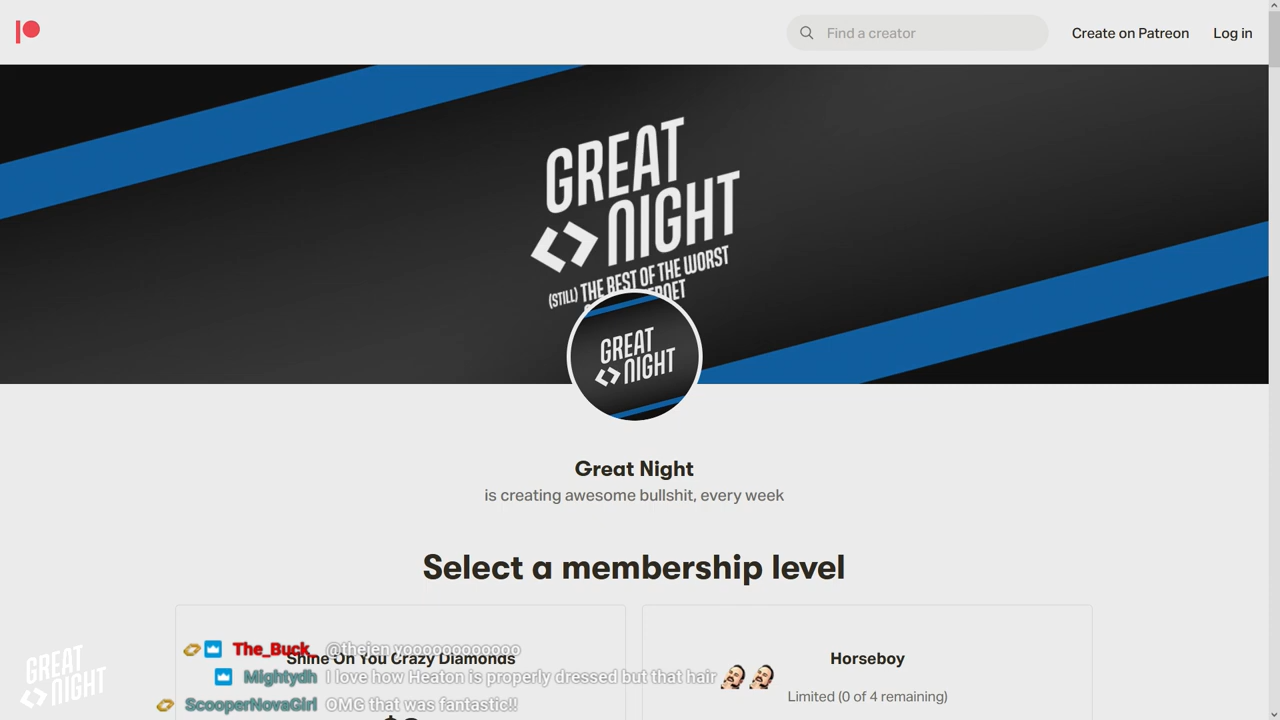 Find a creator
Create on Patreon
Log in
GREAT
NIGHT
(STILL) THE BEST OF THE WORST
GREAT
NIGHT
Great Night
is creating awesome bullshit, every week
Select a membership level
Shine On You Crazy Diamonds
Horseboy
Limited (0 of 4 remaining)
The_Buck_ @thejen yoooooooooooo
Mightydh I love how Heaton is properly dressed but that hair
ScooperNovaGirl OMG that was fantastic!!
GREAT
NIGHT